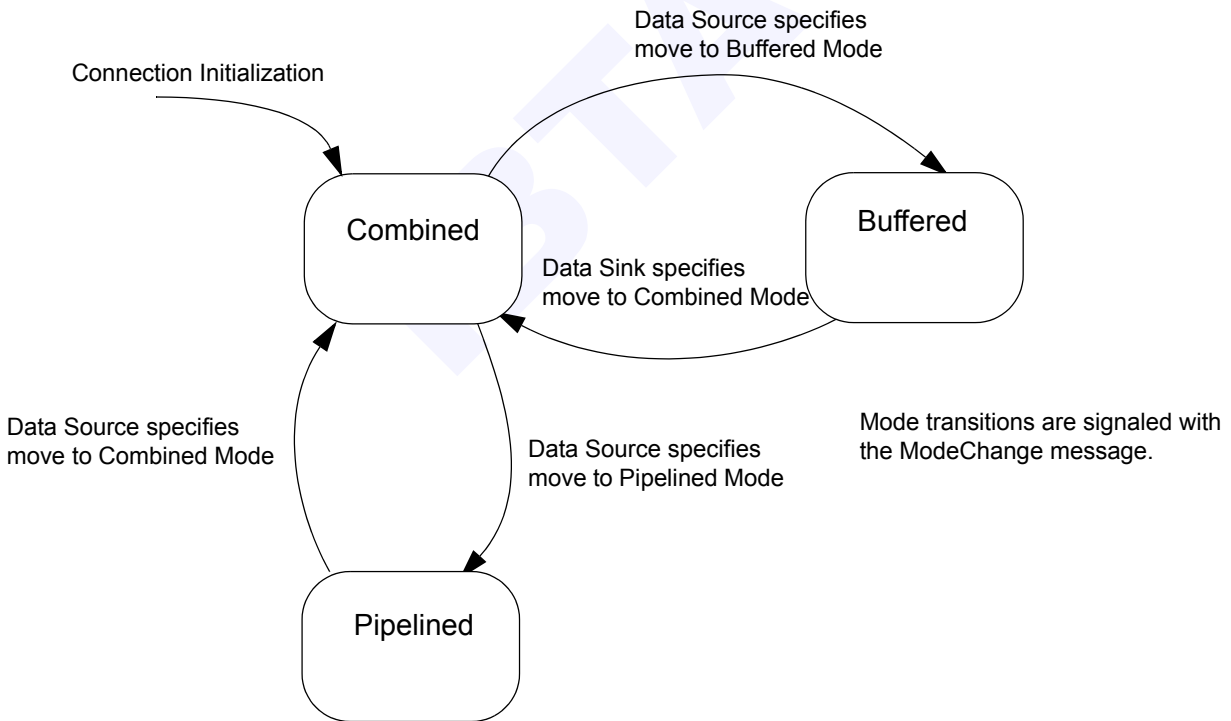 Data Source specifies
move to Buffered Mode
Connection Initialization
Combined
Buffered
Data Sink specifies
move to Combined Mode
Data Source specifies
move to Combined Mode
Data Source specifies
move to Pipelined Mode
Mode transitions are signaled with
the ModeChange message.
Pipelined